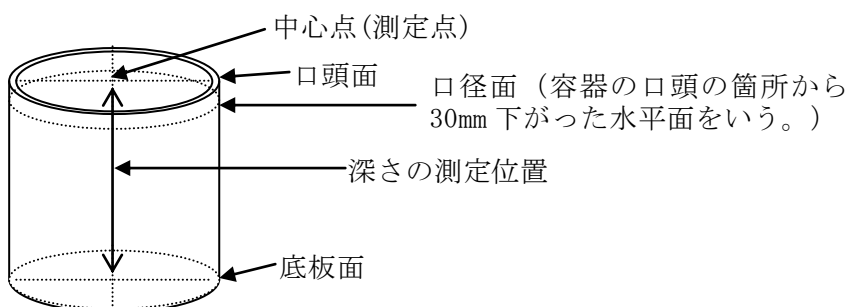 中心点(測定点)
口頭面
口径面（容器の口頭の箇所から
30mm 下がった水平面をいう。）
深さの測定位置
底板面